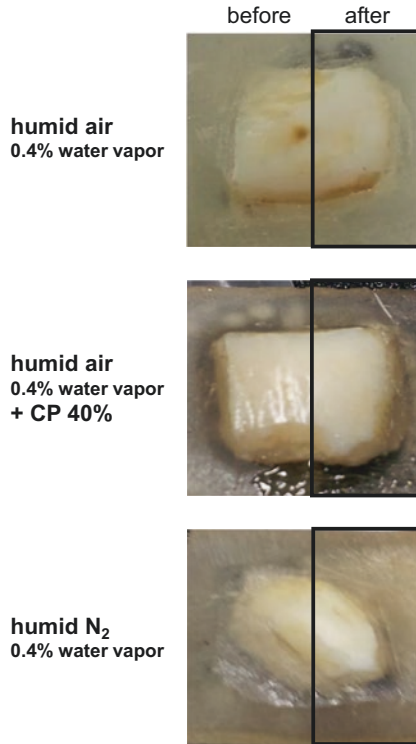 before after
humid air
0.4% water vapor
humid air
0.4% water vapor
+ CP 40%
humid N₂
0.4% water vapor